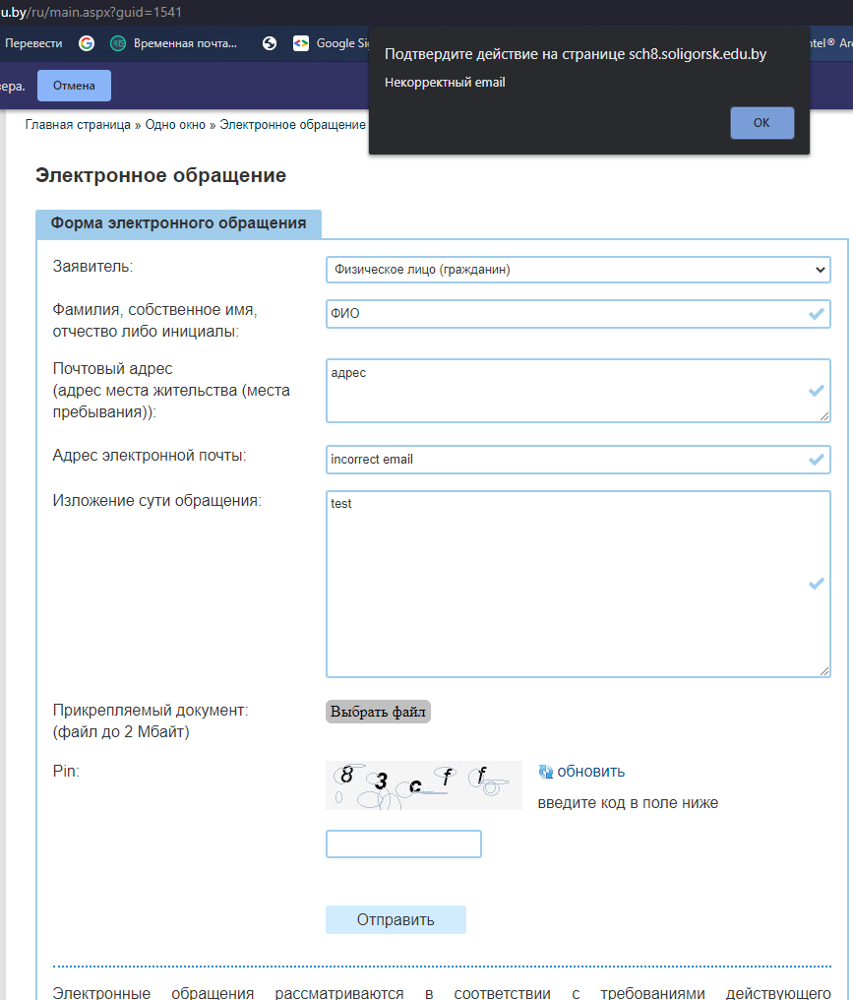 u.by/ru/main.aspx?guid=1541
Перевести
Временная почта...
Google Si
ntel® Ar
Подтвердите действие на странице sch8.soligorsk.edu.by
Некорректный email
ОК
ера.
Отмена
Главная страница » Одно окно » Электронное обращение
Электронное обращение
Форма электронного обращения
Заявитель:
Физическое лицо (гражданин)
Фамилия, собственное имя,
отчество либо инициалы:
ФИО
Почтовый адрес
(адрес места жительства (места
пребывания)):
адрес
Адрес электронной почты:
incorrect email
Изложение сути обращения:
test
Прикрепляемый документ:
(файл до 2 Мбайт)
Выбрать файл
Pin:
8 3 c f f
обновить
введите код в поле ниже
Отправить
Электронные обращения рассматриваются в соответствии с требованиями действующего